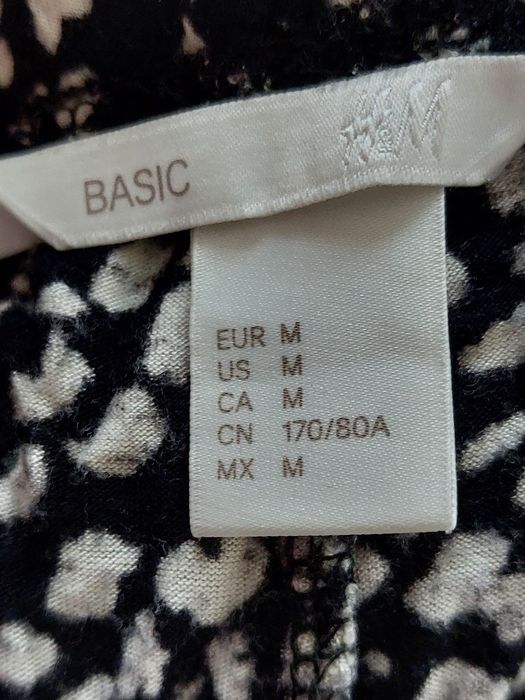 BASIC
H&M
EUR M
US M
CA M
CN 170/80A
MX M